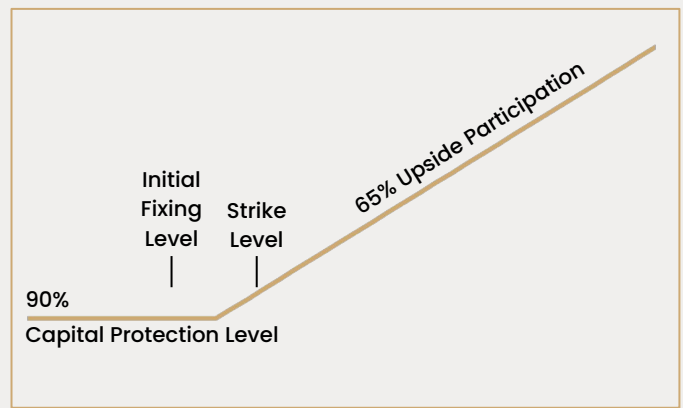 65% Upside Participation
Initial
Fixing
Level
Strike
Level
90%
Capital Protection Level